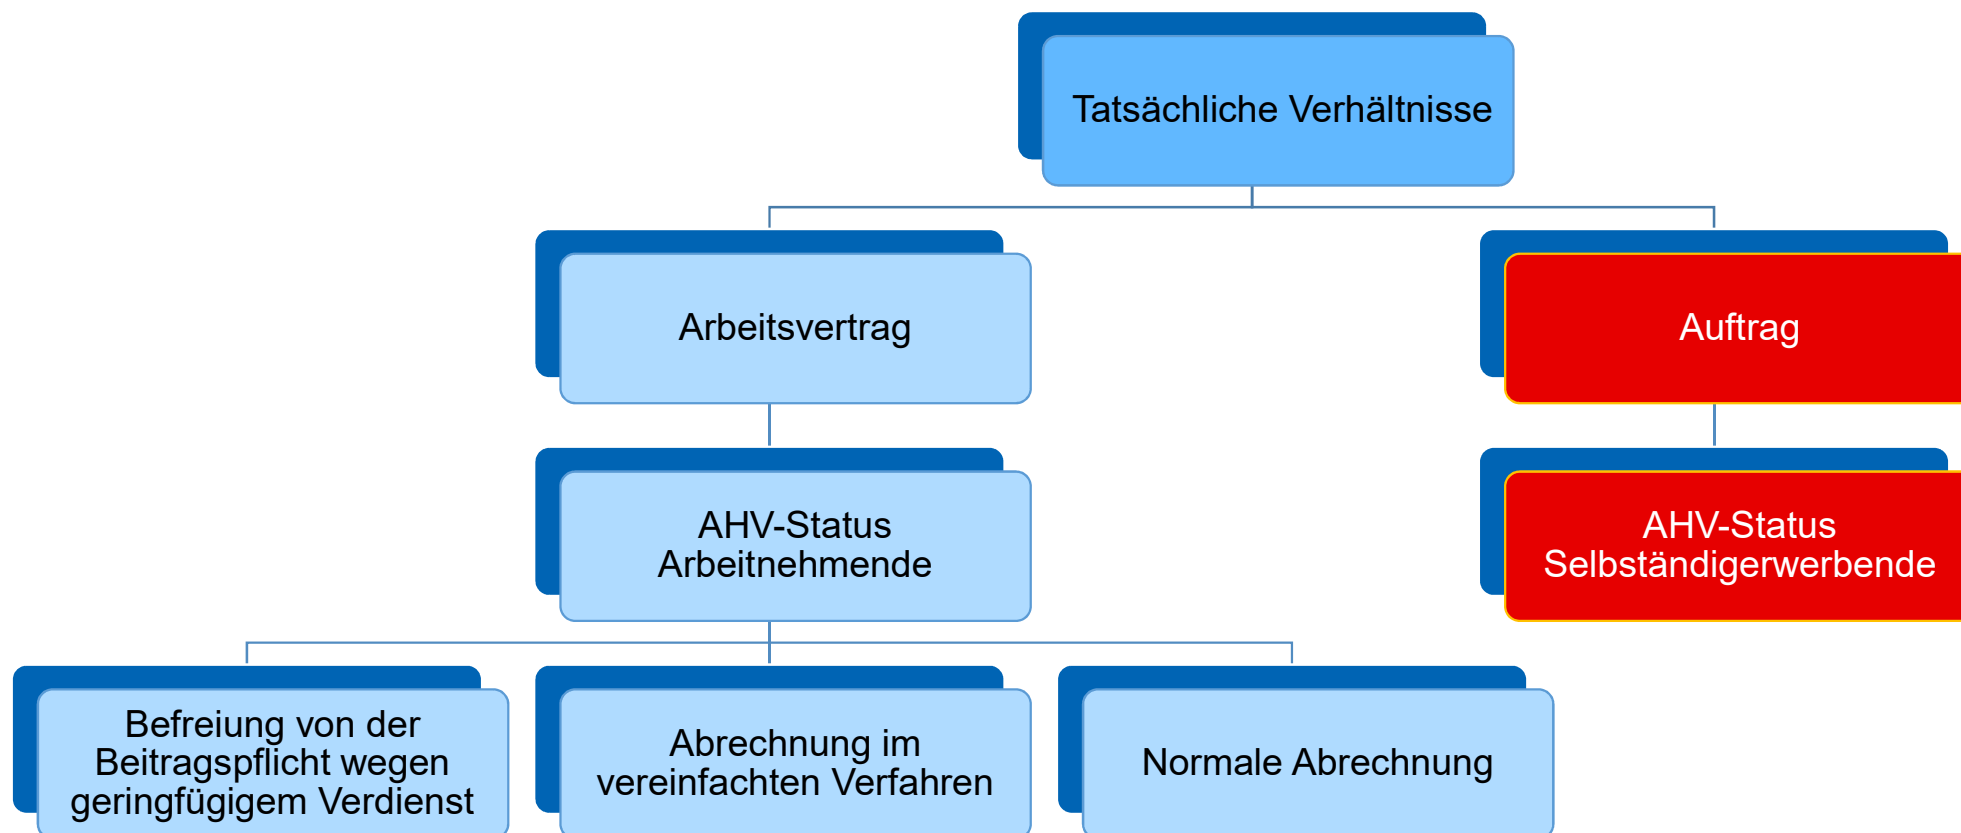 Tatsächliche Verhältnisse
Arbeitsvertrag
Auftrag
AHV-Status
Arbeitnehmende
AHV-Status
Selbständigerwerbende
Befreiung von der
Beitragspflicht wegen
geringfügigem Verdienst
Abrechnung im
vereinfachten Verfahren
Normale Abrechnung